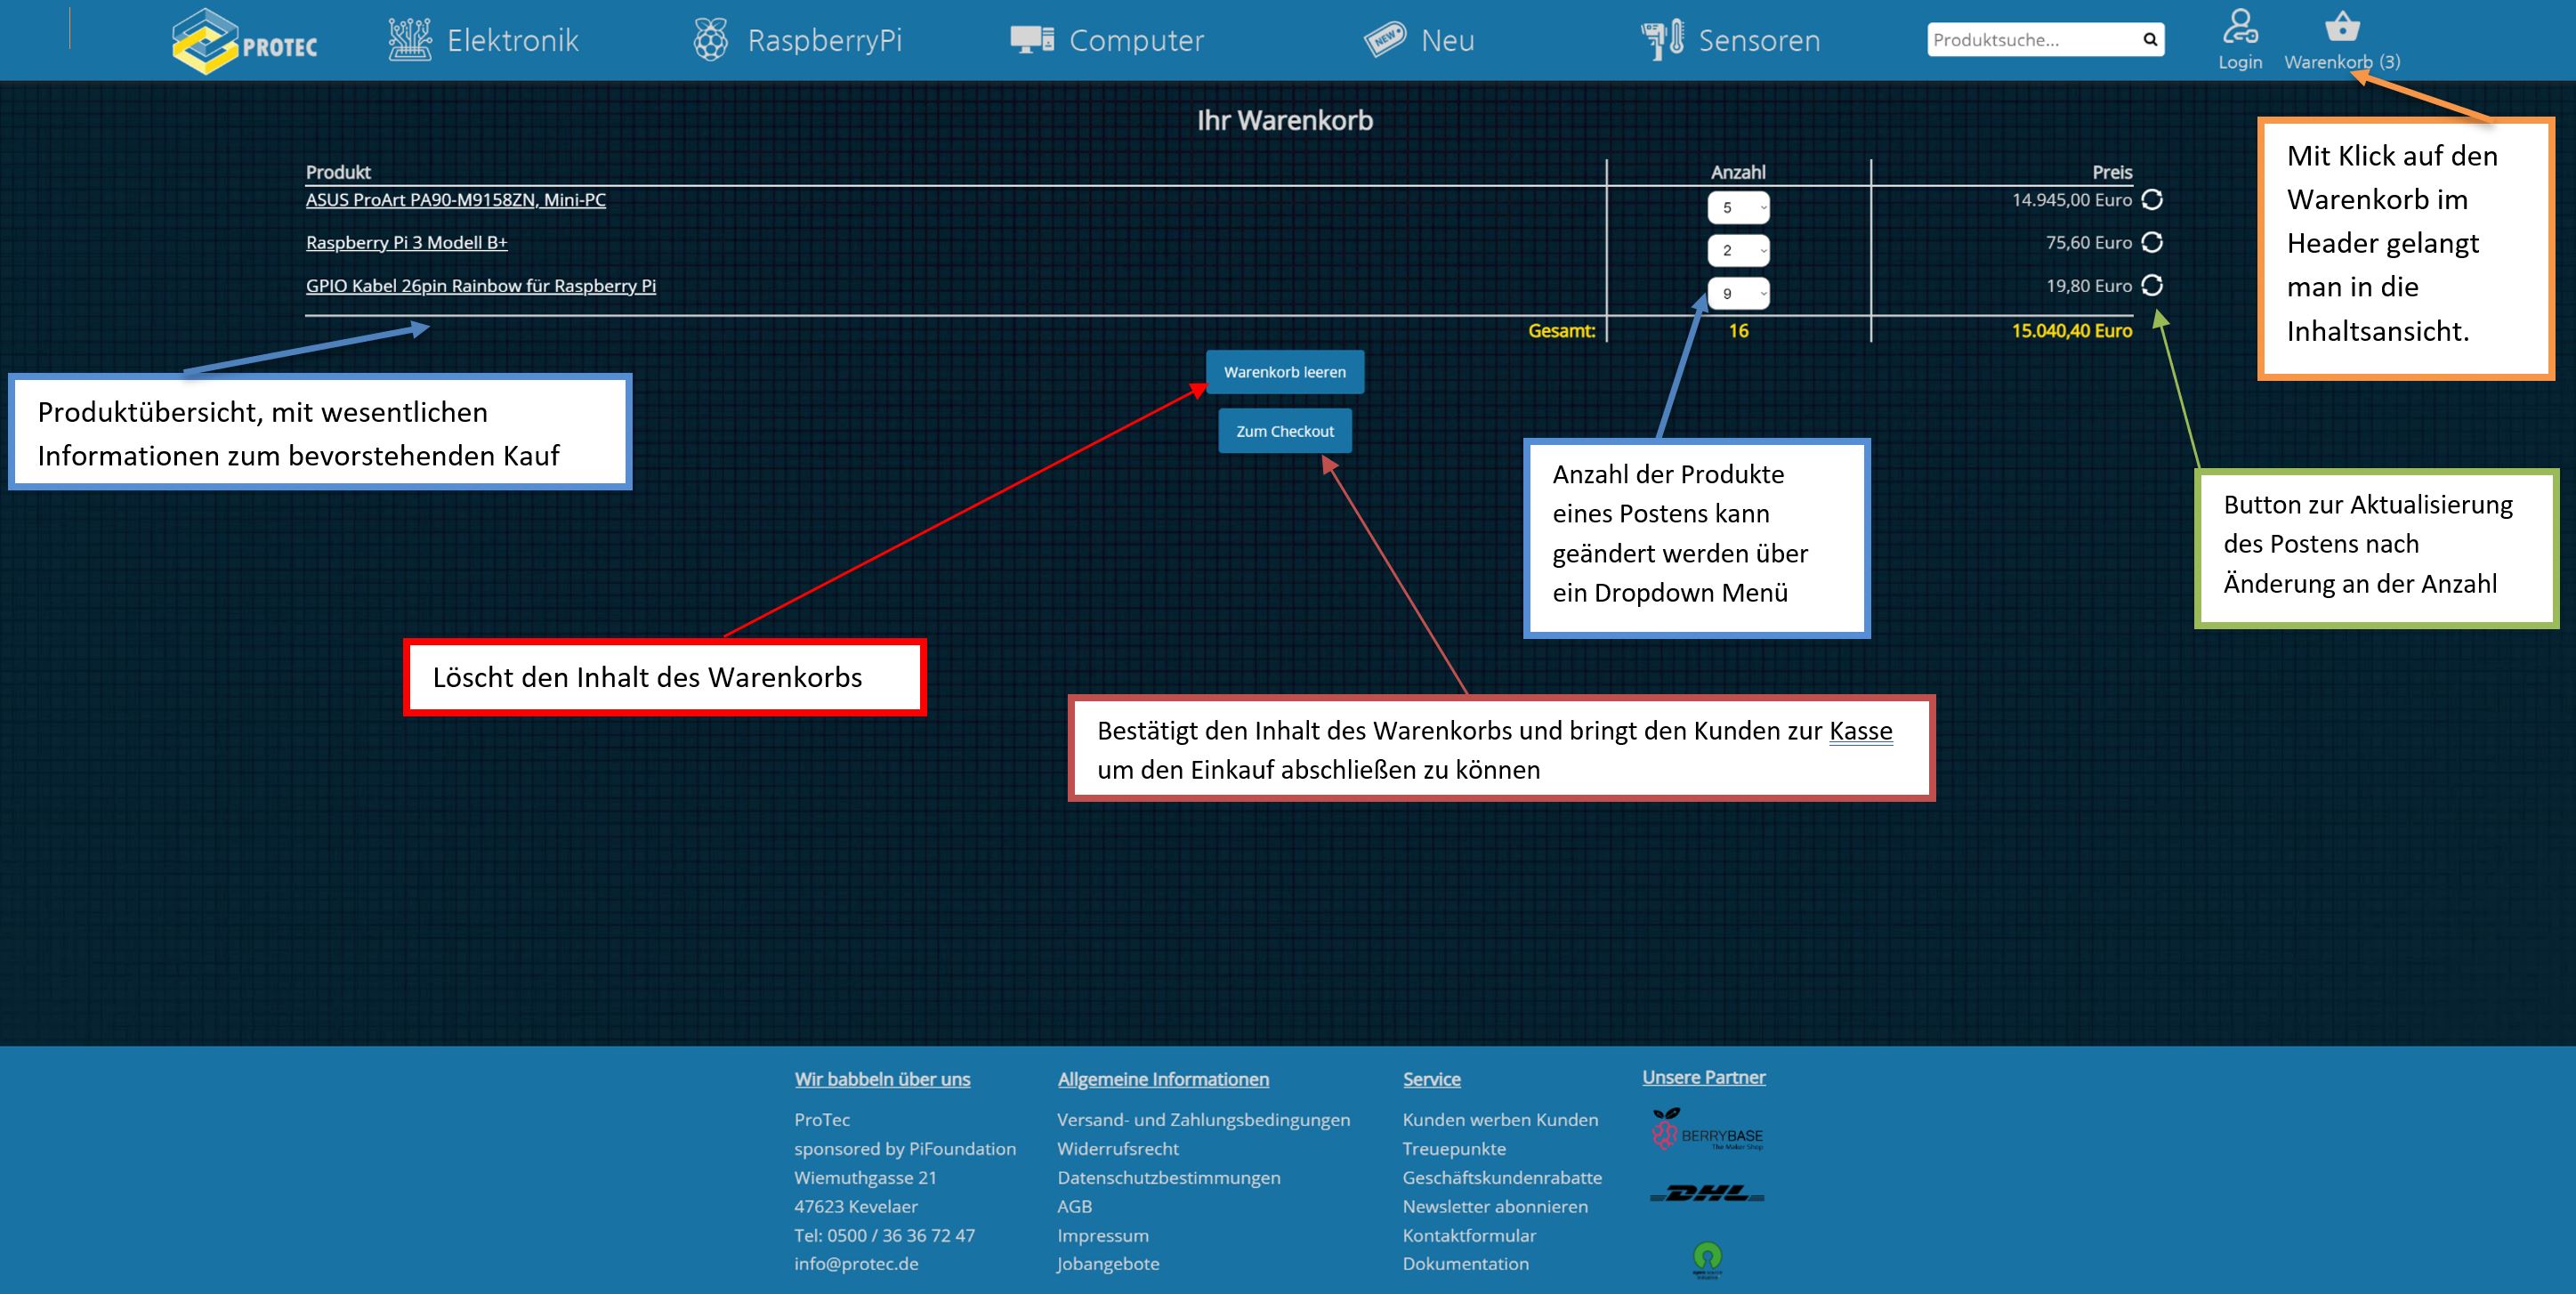 PROTEC
Elektronik
RaspberryPi
Computer
NEW
Neu
Sensoren
Produktsuche...
Login
Warenkorb (3)
Ihr Warenkorb
Produkt
Anzahl
Preis
ASUS ProArt PA90-M9158ZN, Mini-PC
5
14.945,00 Euro
Raspberry Pi 3 Modell B+
2
75,60 Euro
GPIO Kabel 26pin Rainbow für Raspberry Pi
9
19,80 Euro
Gesamt:
16
15.040,40 Euro
Warenkorb leeren
Zum Checkout
Mit Klick auf den
Warenkorb im
Header gelangt
man in die
Inhaltsansicht.
Produktübersicht, mit wesentlichen
Informationen zum bevorstehenden Kauf
Anzahl der Produkte
eines Postens kann
geändert werden über
ein Dropdown Menü
Button zur Aktualisierung
des Postens nach
Änderung an der Anzahl
Löscht den Inhalt des Warenkorbs
Bestätigt den Inhalt des Warenkorbs und bringt den Kunden zur Kasse
um den Einkauf abschließen zu können
Wir babbeln über uns
ProTec
sponsored by PiFoundation
Wiemuthgasse 21
47623 Kevelaer
Tel: 0500 / 36 36 72 47
info@protec.de
Allgemeine Informationen
Versand- und Zahlungsbedingungen
Widerrufsrecht
Datenschutzbestimmungen
AGB
Impressum
Jobangebote
Service
Kunden werben Kunden
Treuepunkte
Geschäftskundenrabatte
Newsletter abonnieren
Kontaktformular
Dokumentation
Unsere Partner
BERRYBASE
The Maker Shop
DHL
open source
initiative